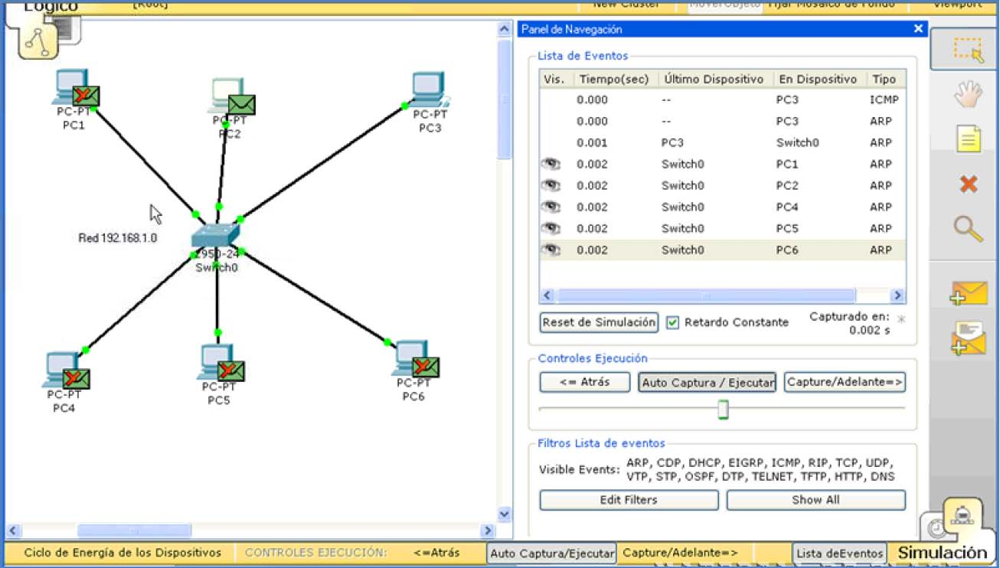 Lógico
[Root]
New Cluster
MoverObjeto
Fijar Mosaico de Fondo
Viewport
PC-PT
PC1
PC-PT
PC2
PC-PT
PC3
Red 192.168.1.0
2950-24
Switch0
PC-PT
PC4
PC-PT
PC5
PC-PT
PC6
Panel de Navegación
Lista de Eventos
Vis. Tiempo(sec) Último Dispositivo En Dispositivo Tipo
0.000 -- PC3 ICMP
0.000 -- PC3 ARP
0.001 PC3 Switch0 ARP
0.002 Switch0 PC1 ARP
0.002 Switch0 PC2 ARP
0.002 Switch0 PC4 ARP
0.002 Switch0 PC5 ARP
0.002 Switch0 PC6 ARP
Reset de Simulación Retardo Constante Capturado en: *
0.002 s
Controles Ejecución
<= Atrás Auto Captura / Ejecutar Capture/Adelante=>
Filtros Lista de eventos
Visible Events: ARP, CDP, DHCP, EIGRP, ICMP, RIP, TCP, UDP,
VTP, STP, OSPF, DTP, TELNET, TFTP, HTTP, DNS
Edit Filters Show All
Ciclo de Energía de los Dispositivos CONTROLES EJECUCIÓN: <=Atrás Auto Captura/Ejecutar Capture/Adelante=> Lista deEventos Simulación